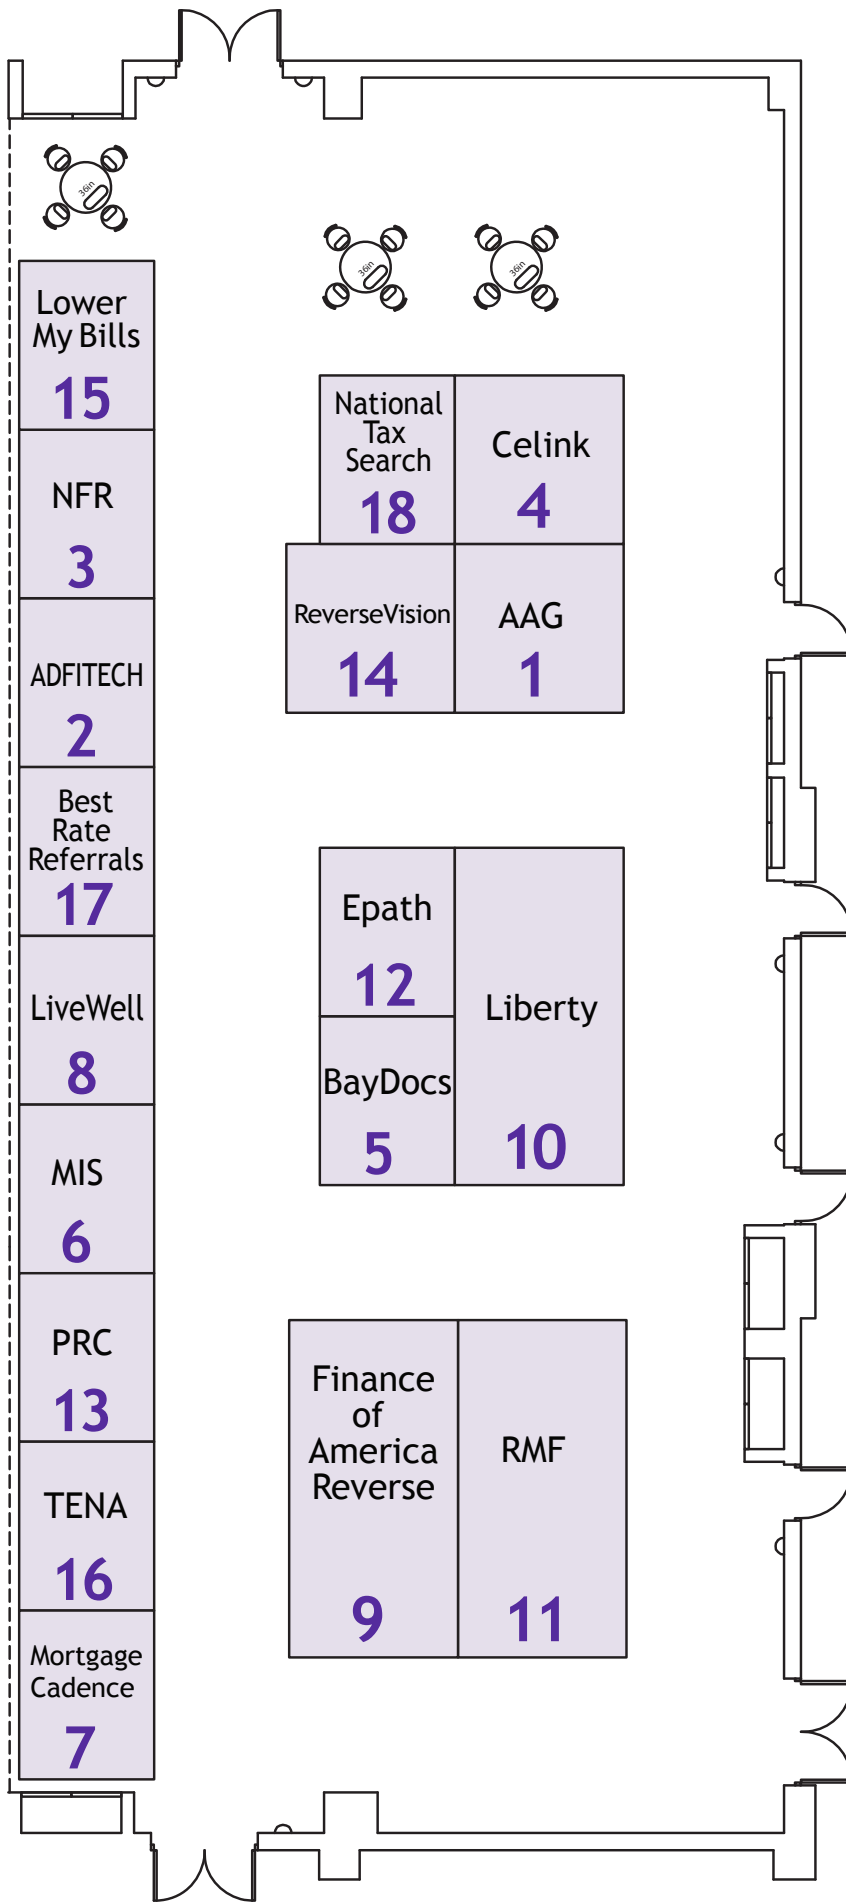 36in
36in
36in
Lower
My Bills
15
NFR
3
ADFITECH
2
Best
Rate
Referrals
17
LiveWell
8
MIS
6
PRC
13
TENA
16
Mortgage
Cadence
7
National
Tax
Search
18
Celink
4
ReverseVision
14
AAG
1
Epath
12
BayDocs
5
Liberty
10
Finance
of
America
Reverse
9
RMF
11